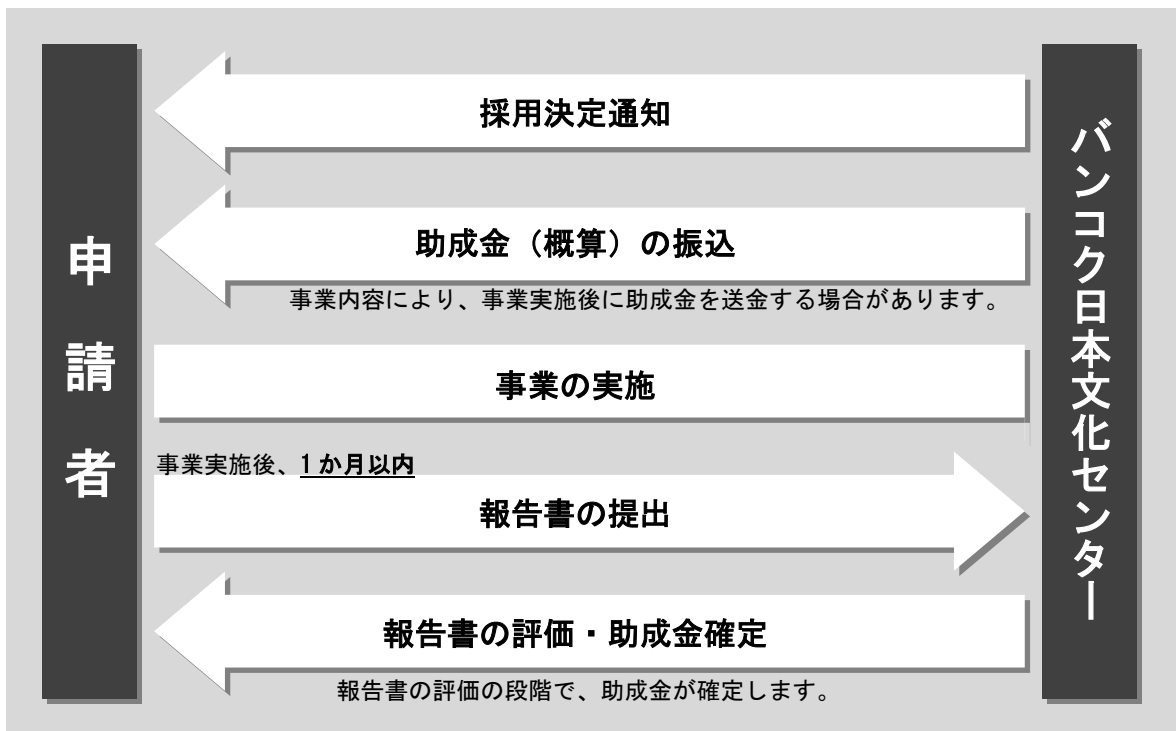 申請者
採用決定通知
助成金（概算）の振込
事業内容により、事業実施後に助成金を送金する場合があります。
事業の実施
事業実施後、1か月以内
報告書の提出
報告書の評価・助成金確定
報告書の評価の段階で、助成金が確定します。
バンコク日本文化センター